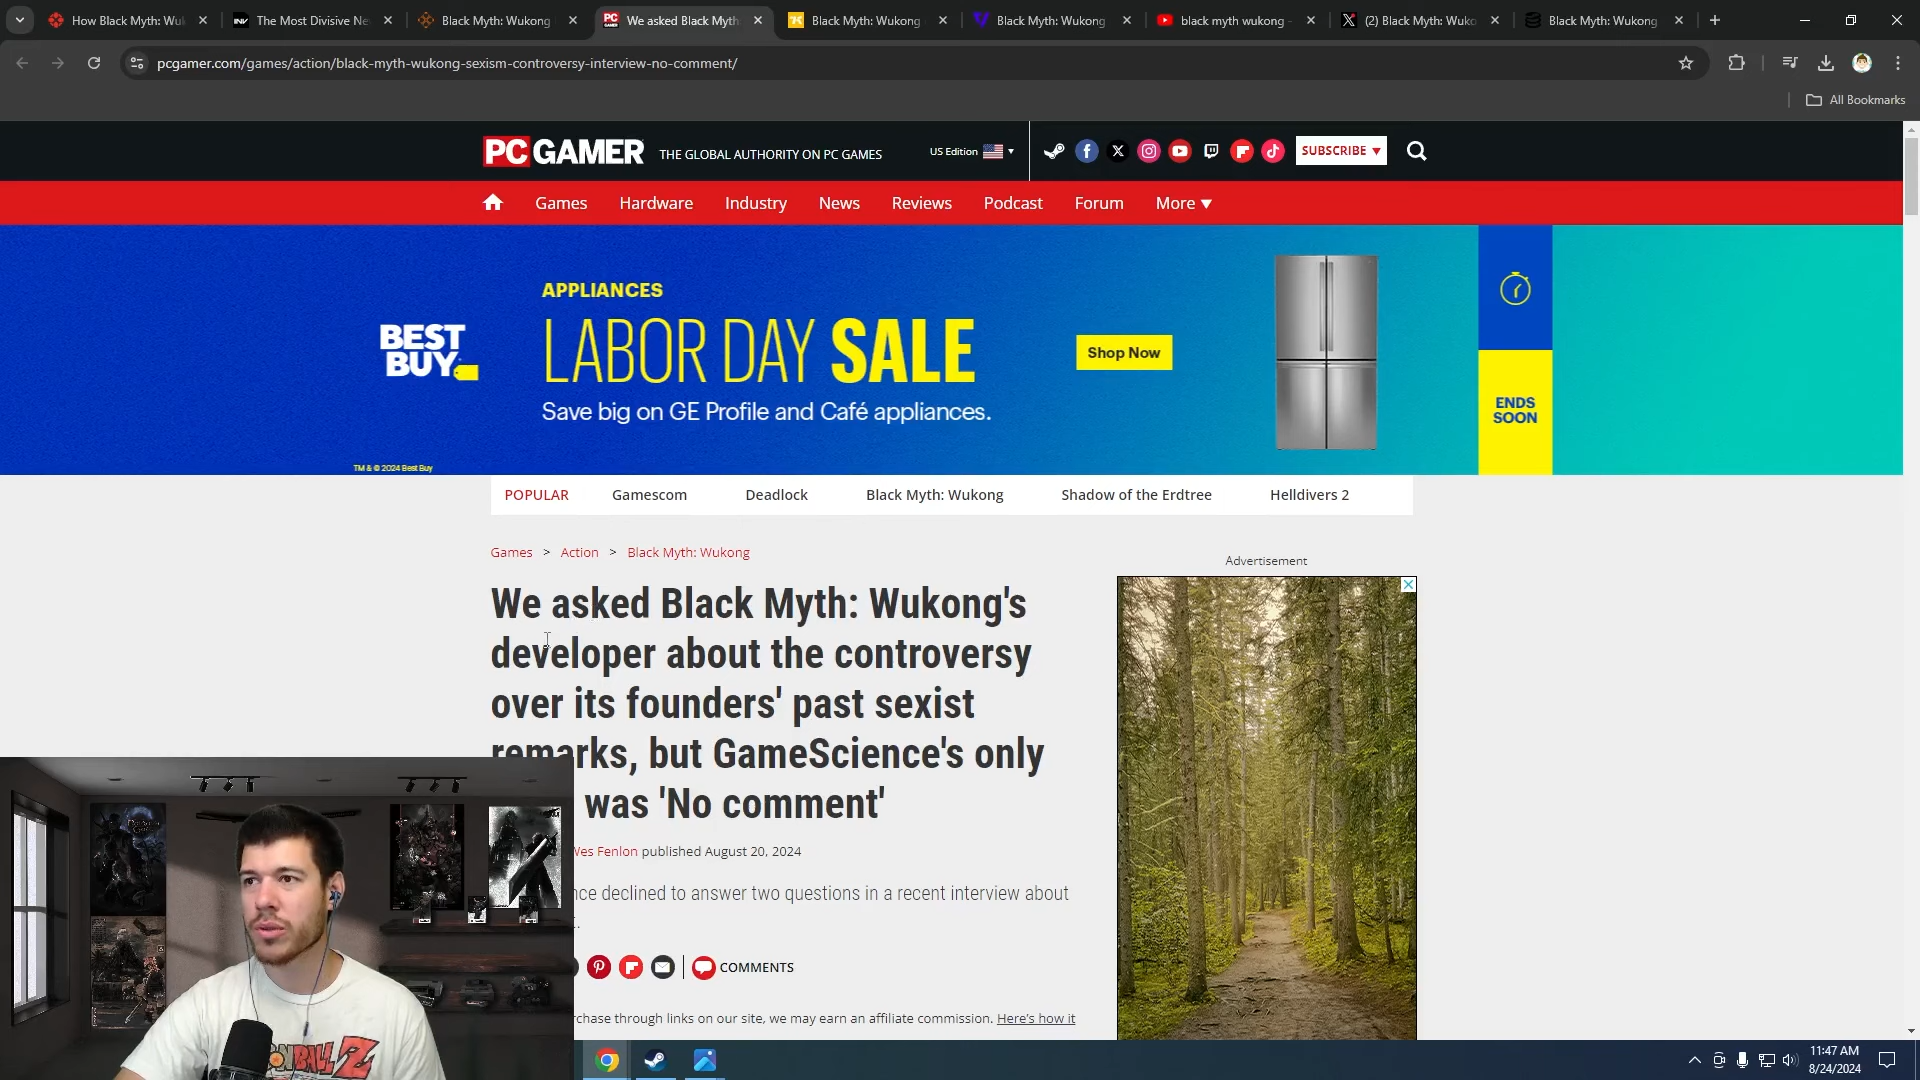 How Black Myth: Wuk
The Most Divisive Ne
Black Myth: Wukong
We asked Black Myth
Black Myth: Wukong
Black Myth: Wukong
black myth wukong -
(2) Black Myth: Wuko
Black Myth: Wukong
pcgamer.com/games/action/black-myth-wukong-sexism-controversy-interview-no-comment/
All Bookmarks
PC GAMER THE GLOBAL AUTHORITY ON PC GAMES
US Edition
SUBSCRIBE
Games
Hardware
Industry
News
Reviews
Podcast
Forum
More
BEST BUY
APPLIANCES
LABOR DAY SALE
Save big on GE Profile and Café appliances.
Shop Now
ENDS SOON
TM & © 2024 Best Buy
POPULAR
Gamescom
Deadlock
Black Myth: Wukong
Shadow of the Erdtree
Helldivers 2
Games > Action > Black Myth: Wukong
Advertisement
We asked Black Myth: Wukong's
developer about the controversy
over its founders' past sexist
remarks, but GameScience's only
was 'No comment'
Wes Fenlon published August 20, 2024
nce declined to answer two questions in a recent interview about
COMMENTS
rchase through links on our site, we may earn an affiliate commission. Here's how it
11:47 AM
8/24/2024